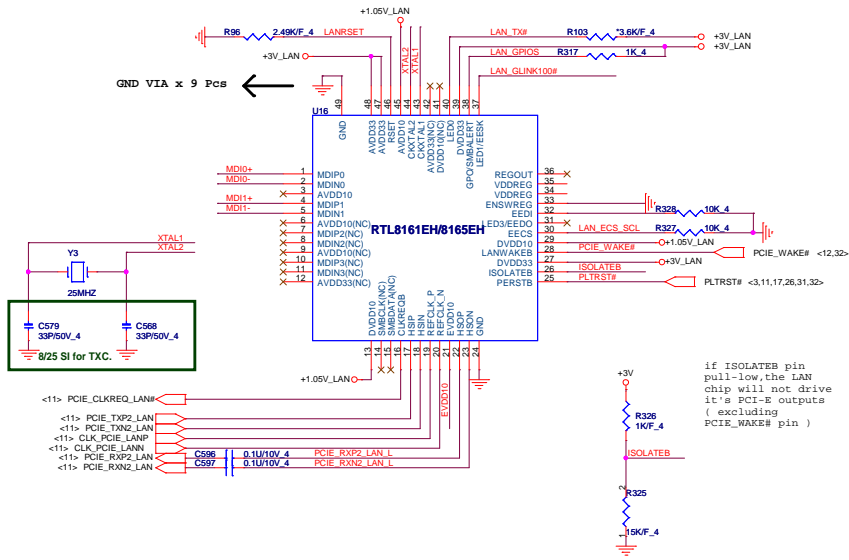 +1.05V_LAN
R96 2.49K/F_4 LANRSET
LAN_TX# R103 *3.6K/F_4 +3V_LAN
+3V_LAN
LAN_GPIOS R317 1K_4
+3V_LAN
XTAL2
XTAL1
LAN_GLINK100#
GND VIA x 9 Pcs
U16
49 48 47 46 45 44 43 42 41 40 39 38 37
GND
AVDD33
AVDD33
RSET
AVDD10
CKXTAL2
CKXTAL1
AVDD33(NC)
DVDD10(NC)
LED0
DVDD33
GPO/SMBALERT
LED1/EESK
RTL8161EH/8165EH
MDI0+ 1 MDIP0
MDI0- 2 MDIN0
3 AVDD10
MDI1+ 4 MDIP1
MDI1- 5 MDIN1
6 AVDD10(NC)
7 MDIP2(NC)
8 MDIN2(NC)
9 AVDD10(NC)
10 MDIP3(NC)
11 MDIN3(NC)
12 AVDD33(NC)
REGOUT 36
VDDREG 35
VDDREG 34
ENSWREG 33
EEDI 32 R328 10K_4
LED3/EEDO 31
EECS 30 LAN_ECS_SCL R327 10K_4
DVDD10 29 +1.05V_LAN
LANWAKEB 28 PCIE_WAKE# PCIE_WAKE# <12,32>
DVDD33 27 +3V_LAN
ISOLATEB 26 ISOLATEB
PERSTB 25 PLTRST# PLTRST# <3,11,17,26,31,32>
DVDD10
SMBCLK(NC)
SMBDATA(NC)
CLKREQB
HSIP
HSIN
REFCLK_P
REFCLK_N
EVDD10
HSOP
HSON
GND
13 14 15 16 17 18 19 20 21 22 23 24
XTAL1
XTAL2
Y3
25MHZ
C579
33P/50V_4
C568
33P/50V_4
8/25 SI for TXC.
+1.05V_LAN
EVDD10
<11> PCIE_CLKREQ_LAN#
<11> PCIE_TXP2_LAN
<11> PCIE_TXN2_LAN
<11> CLK_PCIE_LANP
<11> CLK_PCIE_LANN
<11> PCIE_RXP2_LAN C596 0.1U/10V_4 PCIE_RXP2_LAN_L
<11> PCIE_RXN2_LAN C597 0.1U/10V_4 PCIE_RXN2_LAN_L
+3V
R326
1K/F_4
ISOLATEB
2
R325
1
15K/F_4
if ISOLATEB pin
pull-low,the LAN
chip will not drive
it's PCI-E outputs
( excluding
PCIE_WAKE# pin )